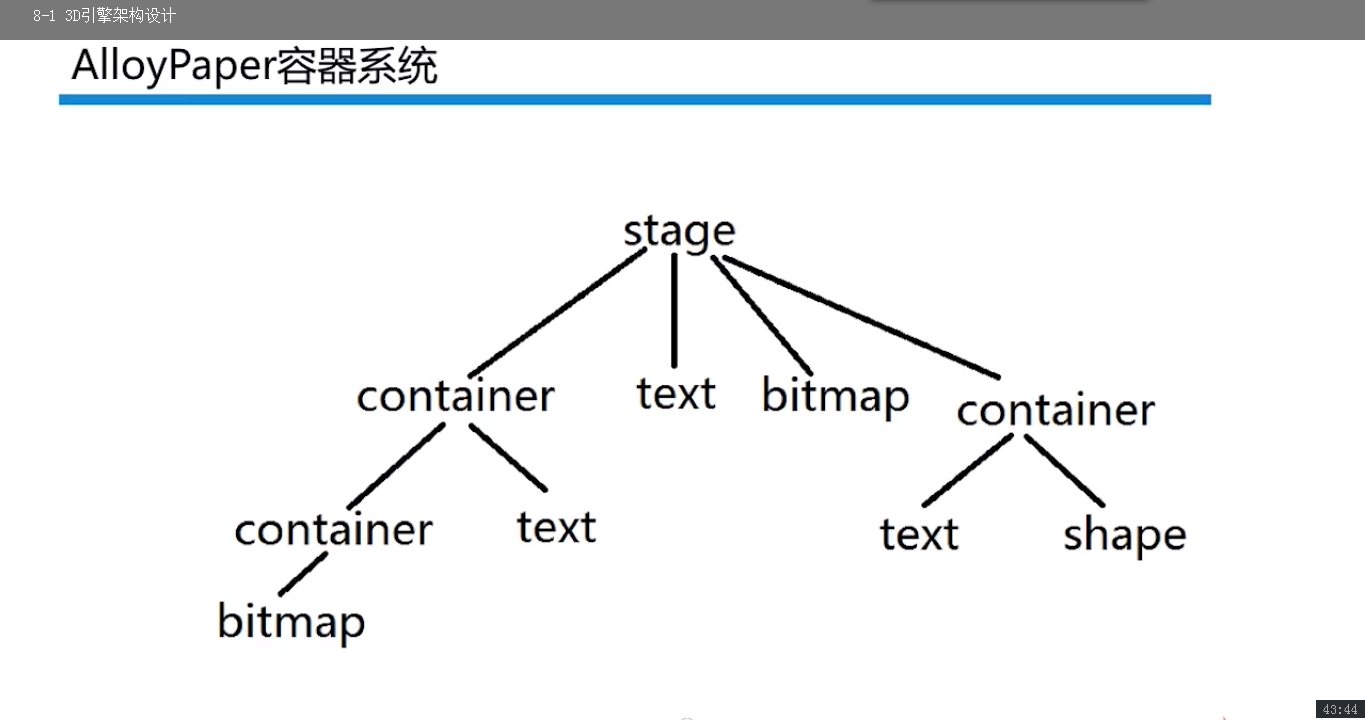 8-1 3D引擎架构设计
AlloyPaper容器系统
stage
container text bitmap container
container text text shape
bitmap
43:44